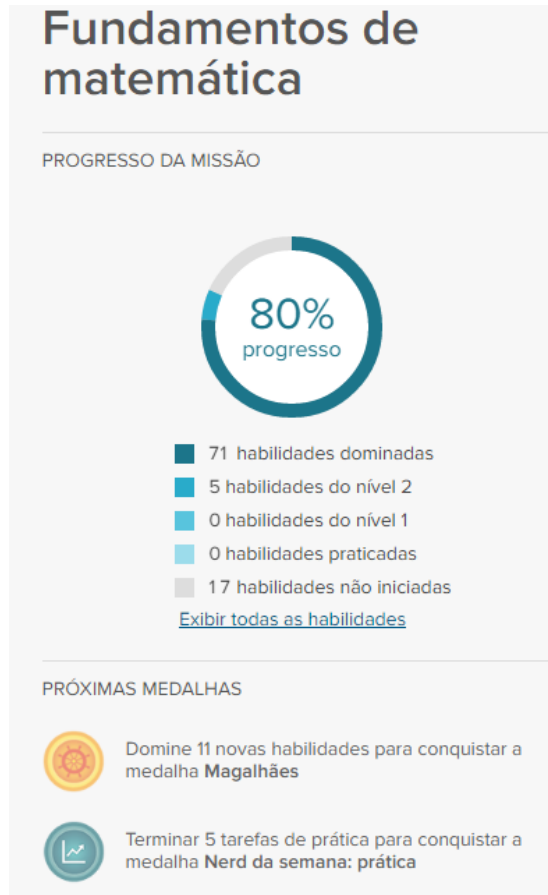 Fundamentos de
matemática
PROGRESSO DA MISSÃO
80%
progresso
71 habilidades dominadas
5 habilidades do nível 2
0 habilidades do nível 1
0 habilidades praticadas
17 habilidades não iniciadas
Exibir todas as habilidades
PRÓXIMAS MEDALHAS
Domine 11 novas habilidades para conquistar a
medalha Magalhães
Terminar 5 tarefas de prática para conquistar a
medalha Nerd da semana: prática